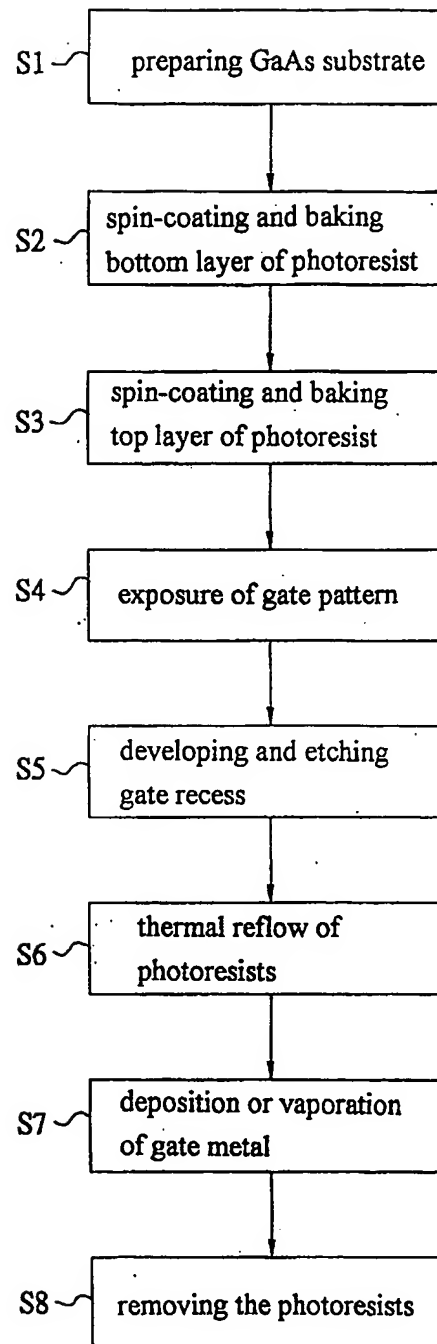 S1 preparing GaAs substrate
S2 spin-coating and baking
bottom layer of photoresist
S3 spin-coating and baking
top layer of photoresist
S4 exposure of gate pattern
S5 developing and etching
gate recess
S6 thermal reflow of
photoresists
S7 deposition or vaporation
of gate metal
S8 removing the photoresists